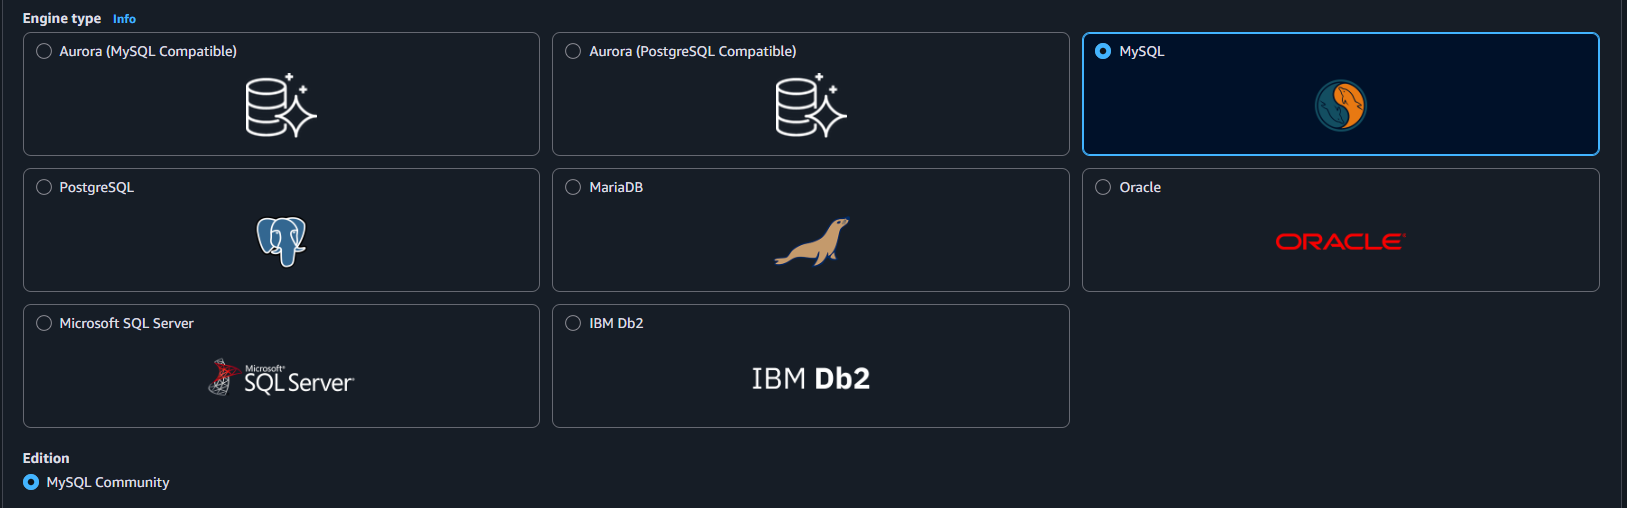 Engine type Info
Aurora (MySQL Compatible)
Aurora (PostgreSQL Compatible)
MySQL
PostgreSQL
MariaDB
Oracle
ORACLE
Microsoft SQL Server
Microsoft®
SQL Server
IBM Db2
IBM Db2
Edition
MySQL Community